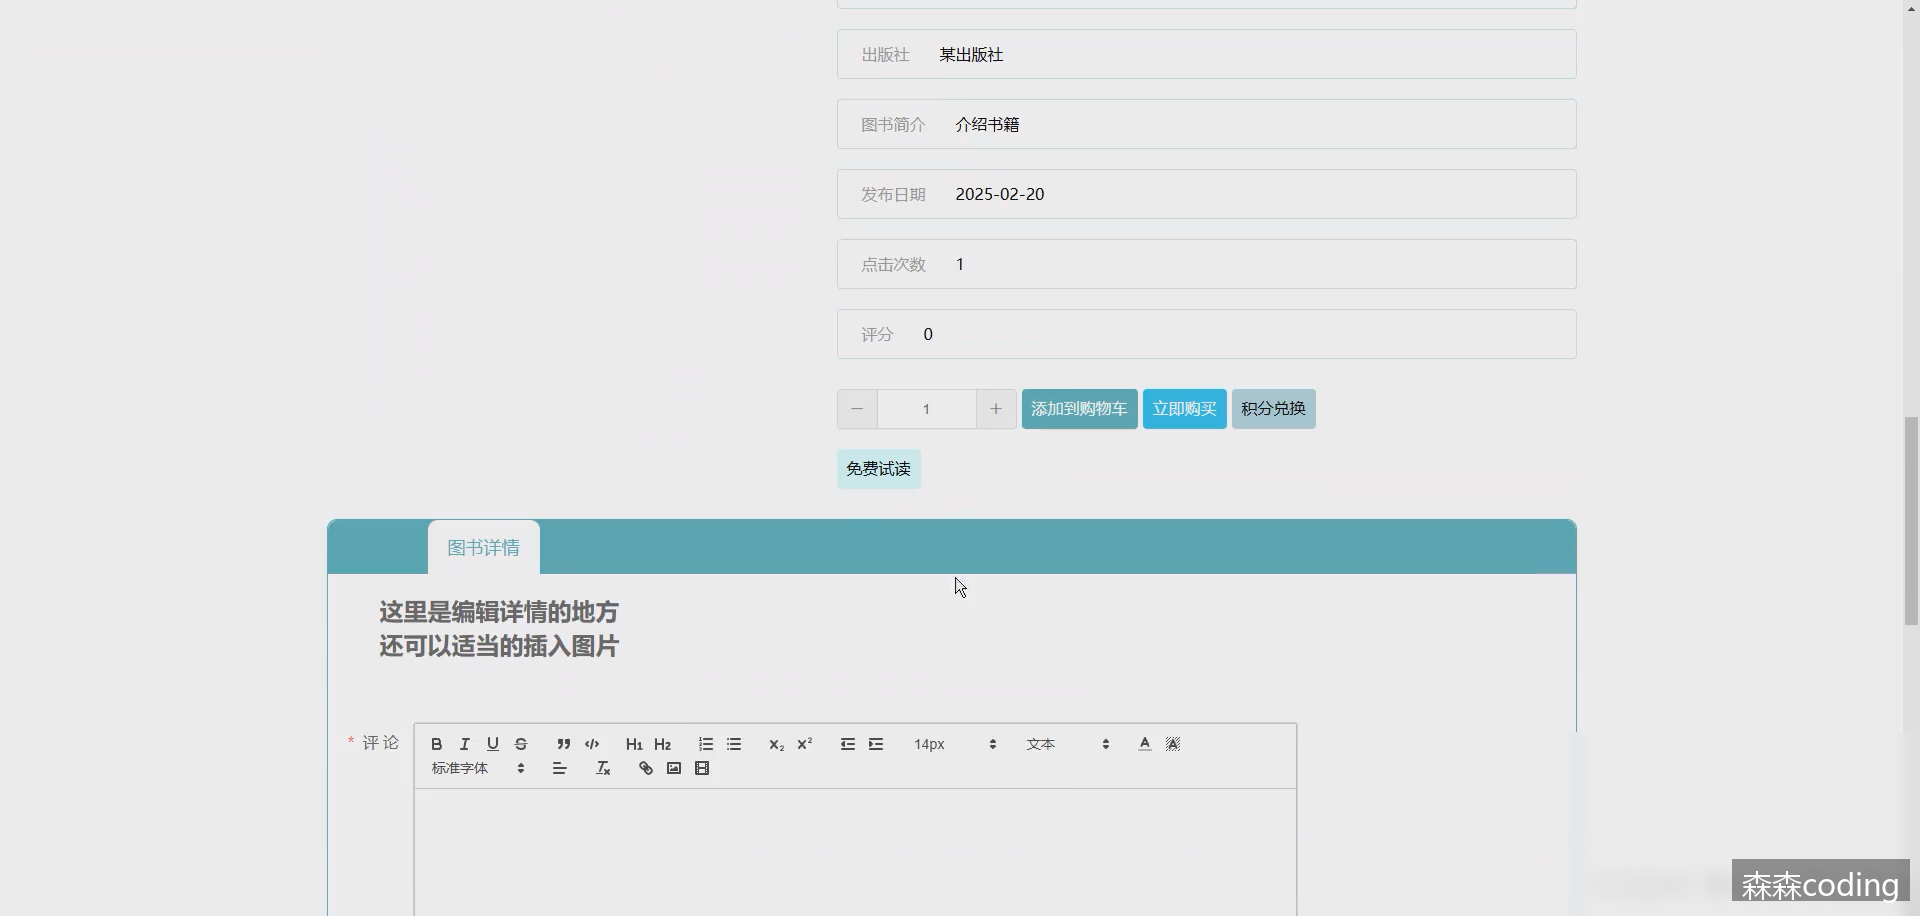 出版社 某出版社
图书简介 介绍书籍
发布日期 2025-02-20
点击次数 1
评分 0
1 添加到购物车 立即购买 积分兑换
免费试读
图书详情
这里是编辑详情的地方
还可以适当的插入图片
* 评论
B I U S H1 H2 x₂ x² 14px 文本 A A
标准字体 Tx
森森coding